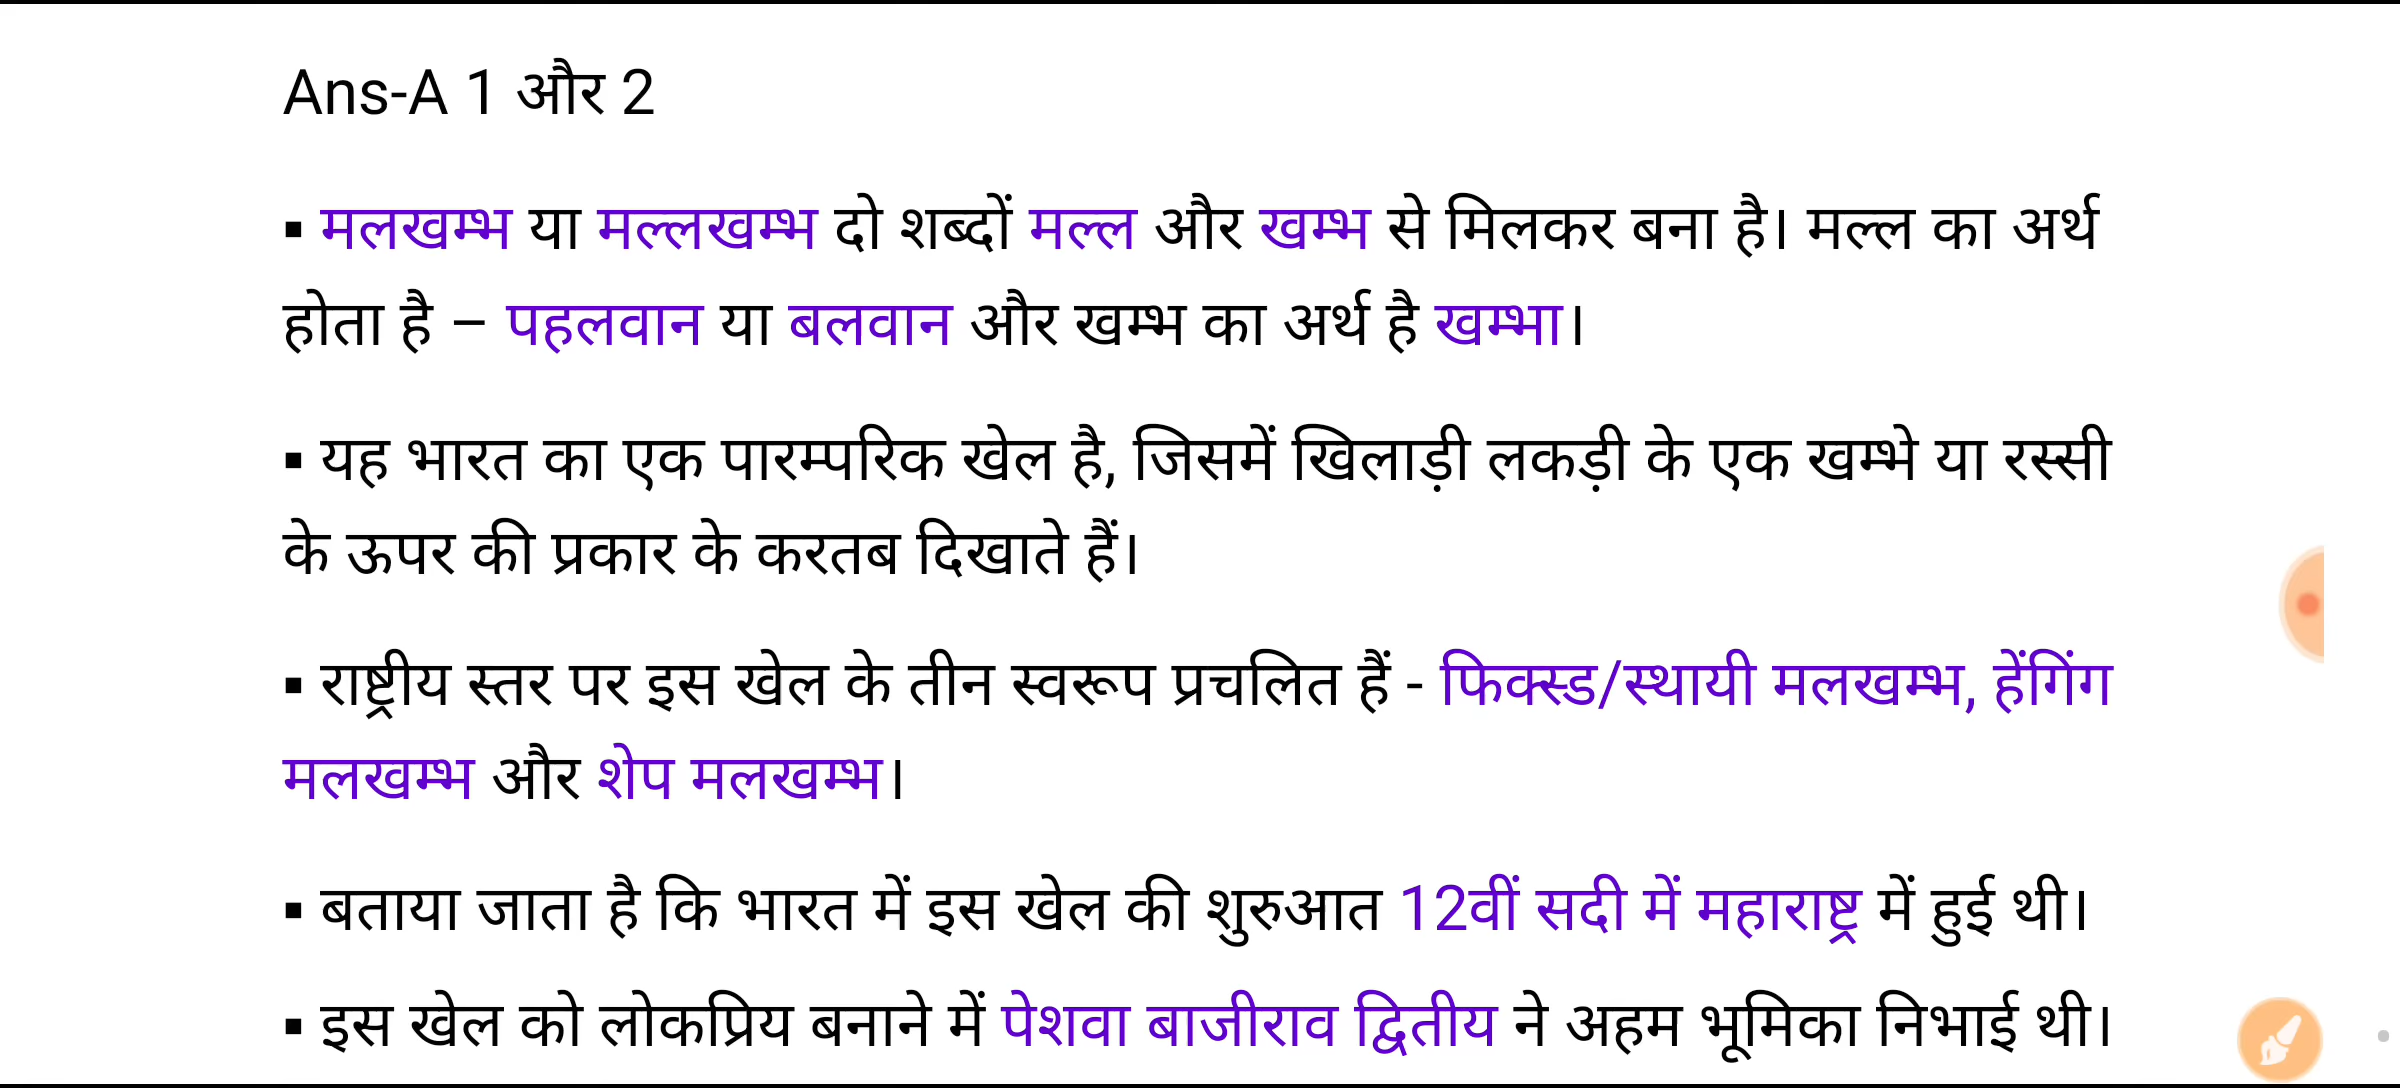 Ans-A 1 और 2
▪ मलखम्भ या मल्लखम्भ दो शब्दों मल्ल और खम्भ से मिलकर बना है। मल्ल का अर्थ
होता है – पहलवान या बलवान और खम्भ का अर्थ है खम्भा।
▪ यह भारत का एक पारम्परिक खेल है, जिसमें खिलाड़ी लकड़ी के एक खम्भे या रस्सी
के ऊपर की प्रकार के करतब दिखाते हैं।
▪ राष्ट्रीय स्तर पर इस खेल के तीन स्वरूप प्रचलित हैं - फिक्स्ड/स्थायी मलखम्भ, हेंगिंग
मलखम्भ और शेप मलखम्भ।
▪ बताया जाता है कि भारत में इस खेल की शुरुआत 12वीं सदी में महाराष्ट्र में हुई थी।
▪ इस खेल को लोकप्रिय बनाने में पेशवा बाजीराव द्वितीय ने अहम भूमिका निभाई थी।